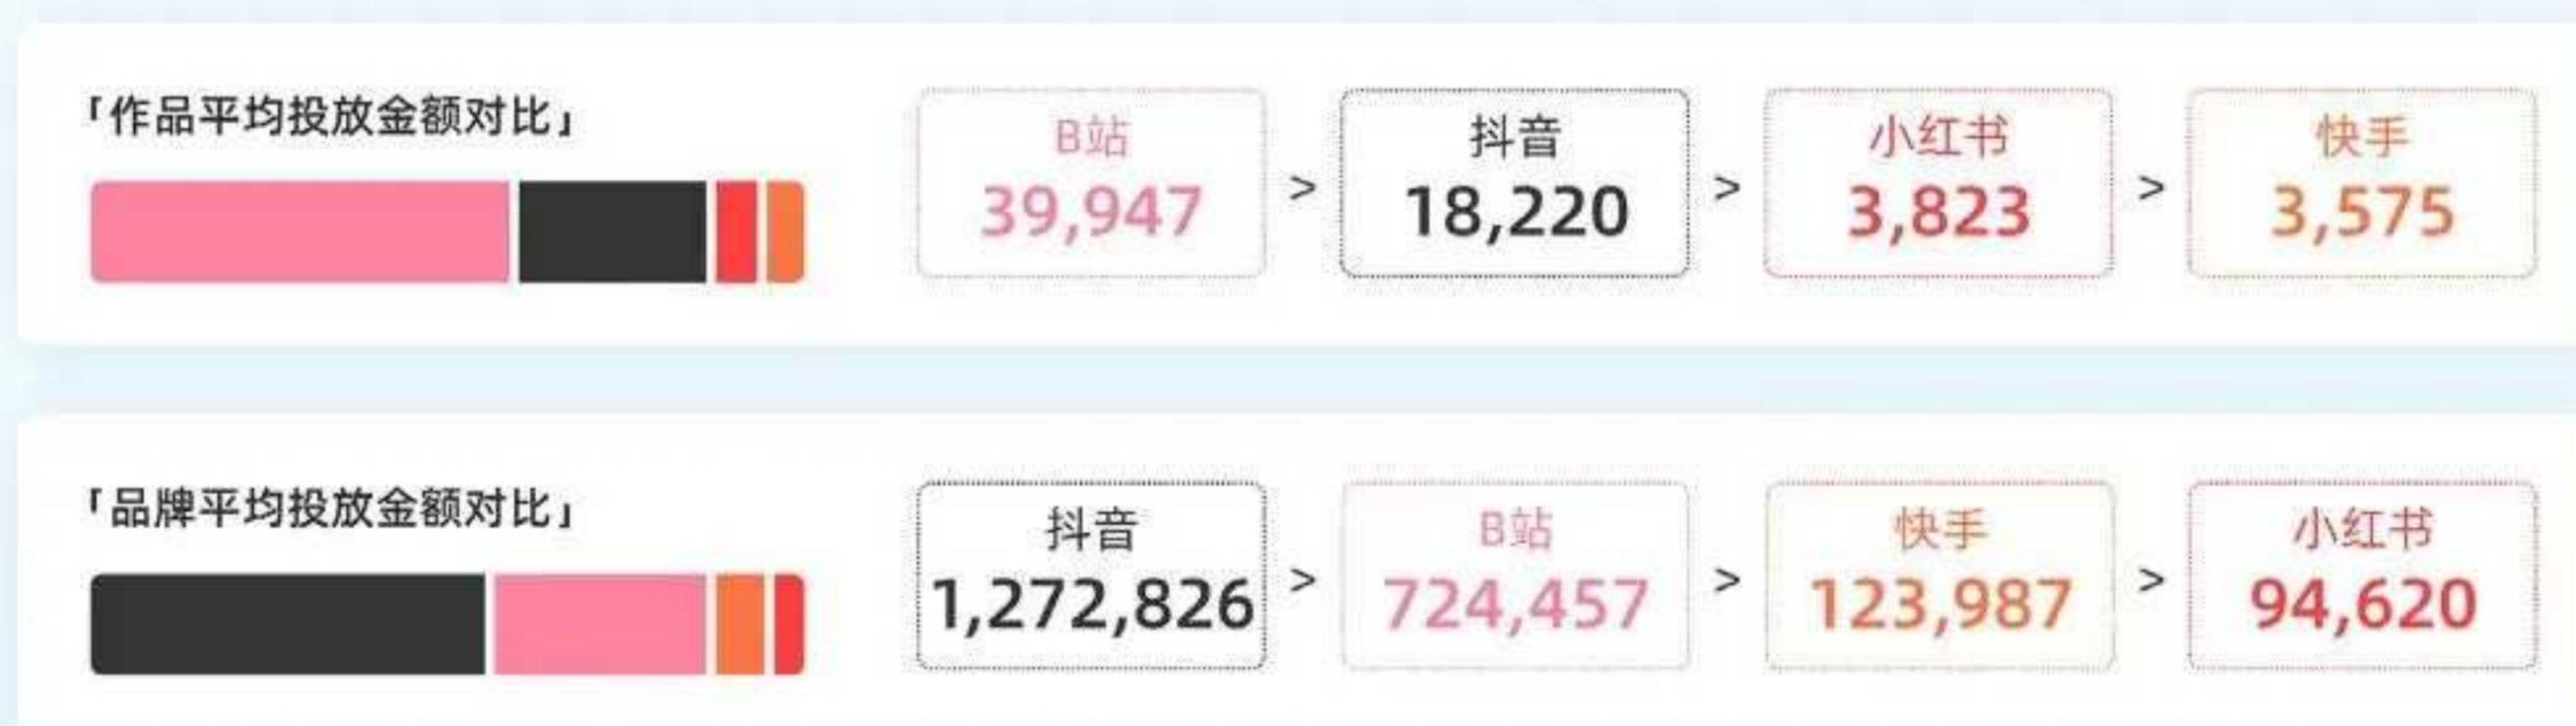 「作品平均投放金额对比」
B站 > 抖音 > 小红书 > 快手
39,947 18,220 3,823 3,575
「品牌平均投放金额对比」
抖音 > B站 > 快手 > 小红书
1,272,826 724,457 123,987 94,620